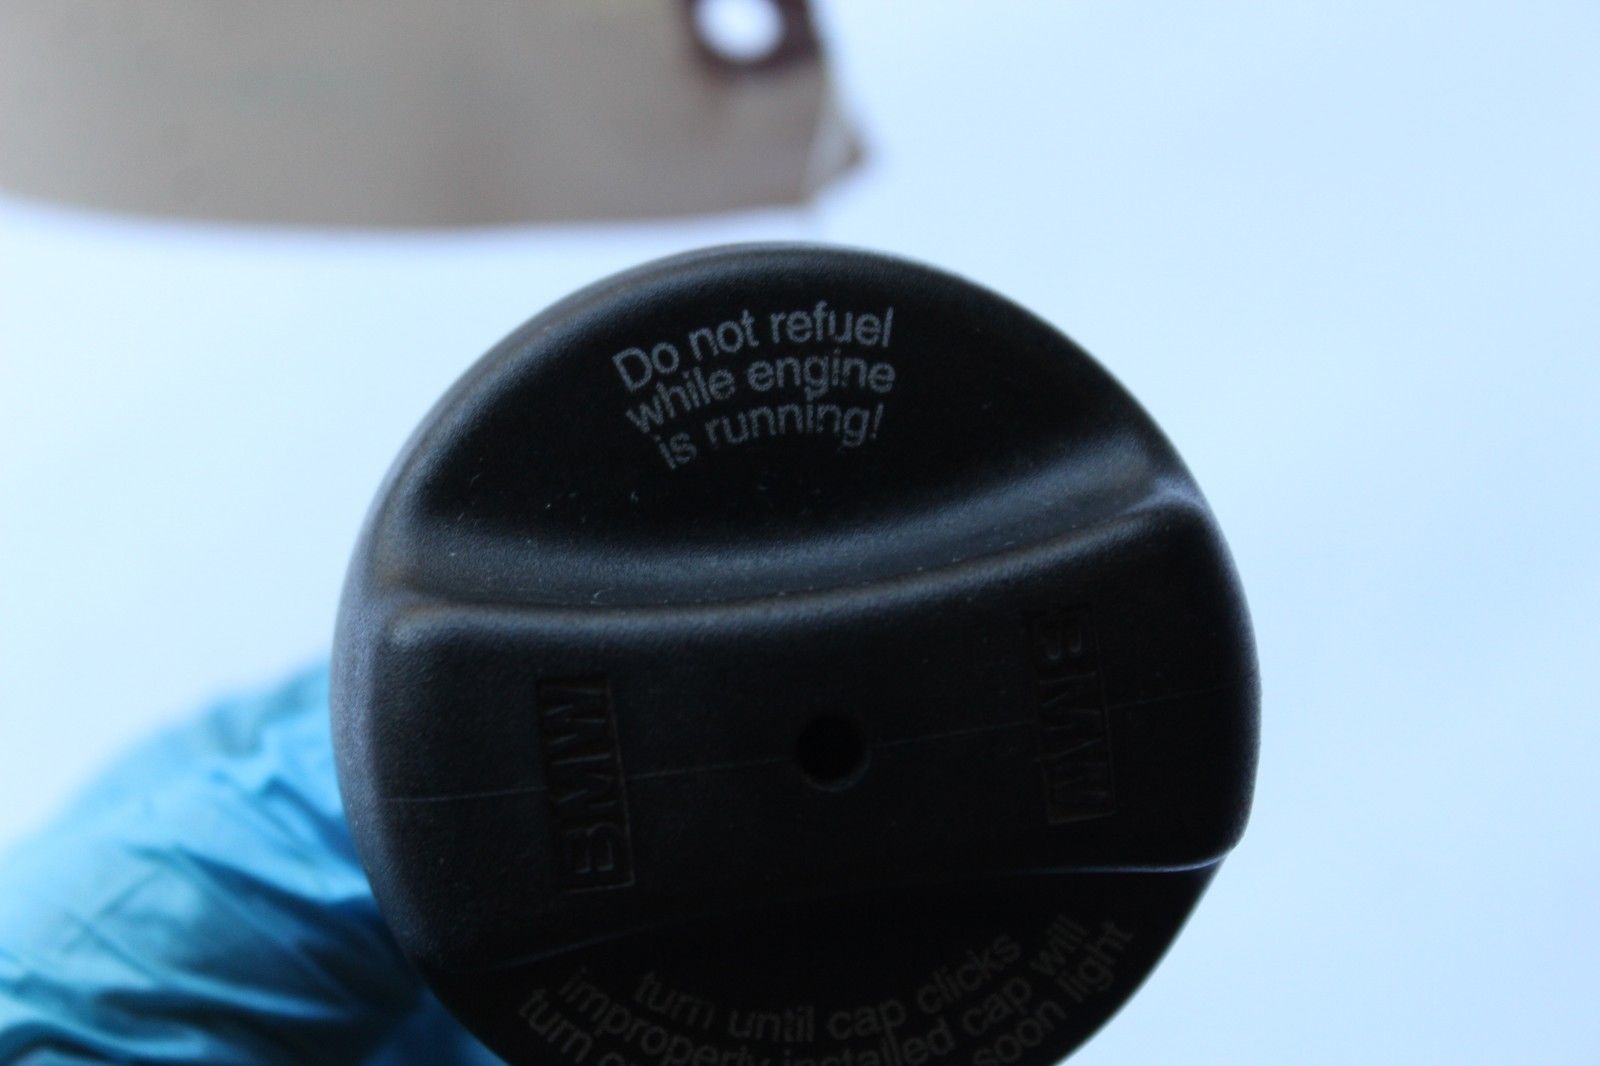 Do not refuel
while engine
is running!
BMW
BMW
turn until cap clicks
improperly installed cap will
turn soon light